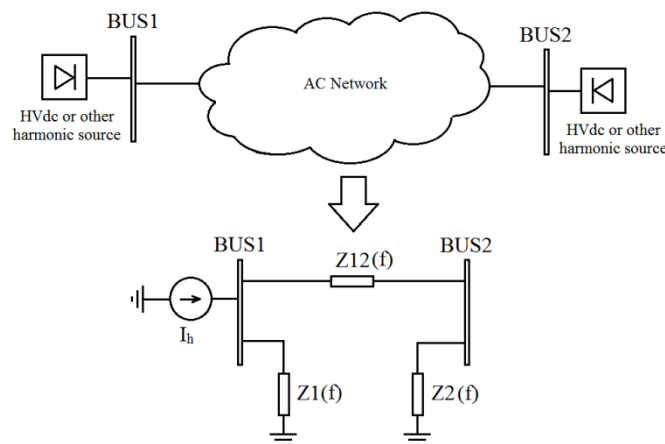 BUS1
BUS2
AC Network
HVdc or other
harmonic source
HVdc or other
harmonic source
BUS1
BUS2
Z12(f)
Ih
Z1(f)
Z2(f)